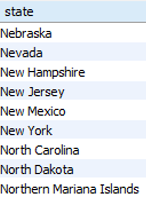 state
Nebraska
Nevada
New Hampshire
New Jersey
New Mexico
New York
North Carolina
North Dakota
Northern Mariana Islands